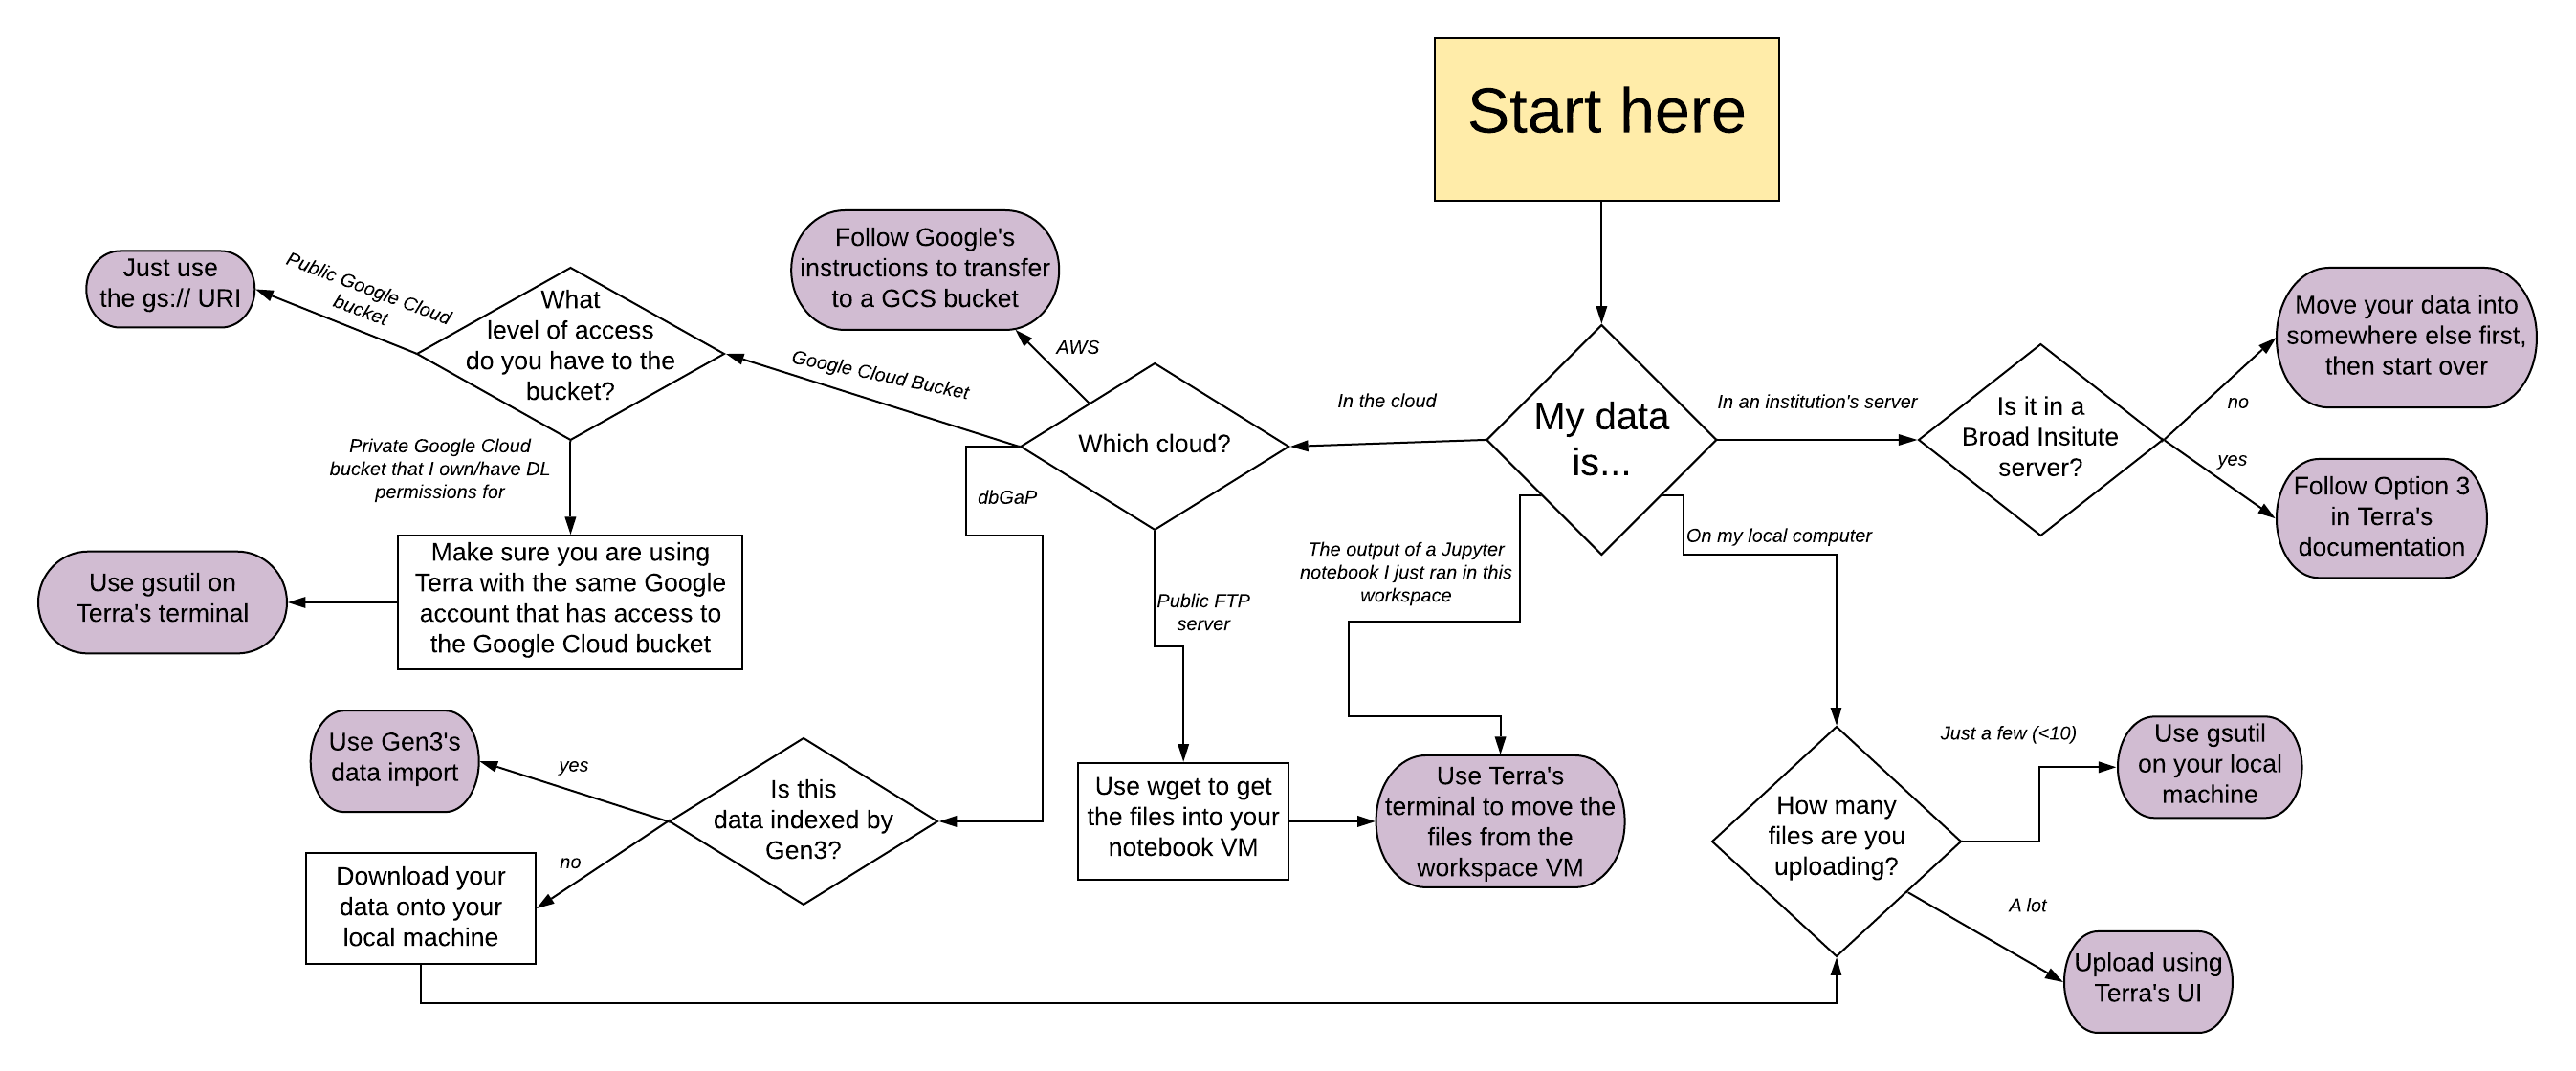 Start here
My data
is...
In the cloud
Which cloud?
AWS
Follow Google's
instructions to transfer
to a GCS bucket
Google Cloud Bucket
What
level of access
do you have to the
bucket?
Public Google Cloud
bucket
Just use
the gs:// URI
Private Google Cloud
bucket that I own/have DL
permissions for
Make sure you are using
Terra with the same Google
account that has access to
the Google Cloud bucket
Use gsutil on
Terra's terminal
dbGaP
Is this
data indexed by
Gen3?
yes
Use Gen3's
data import
no
Download your
data onto your
local machine
Public FTP
server
Use wget to get
the files into your
notebook VM
The output of a Jupyter
notebook I just ran in this
workspace
Use Terra's
terminal to move the
files from the
workspace VM
On my local computer
How many
files are you
uploading?
Just a few (<10)
Use gsutil
on your local
machine
A lot
Upload using
Terra's UI
In an institution's server
Is it in a
Broad Insitute
server?
no
Move your data into
somewhere else first,
then start over
yes
Follow Option 3
in Terra's
documentation